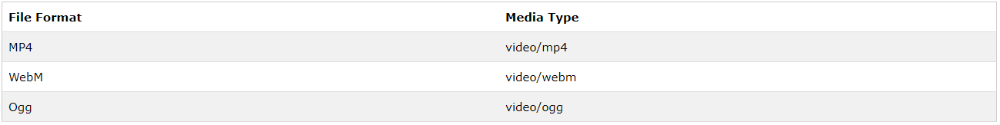 File Format Media Type
MP4 video/mp4
WebM video/webm
Ogg video/ogg